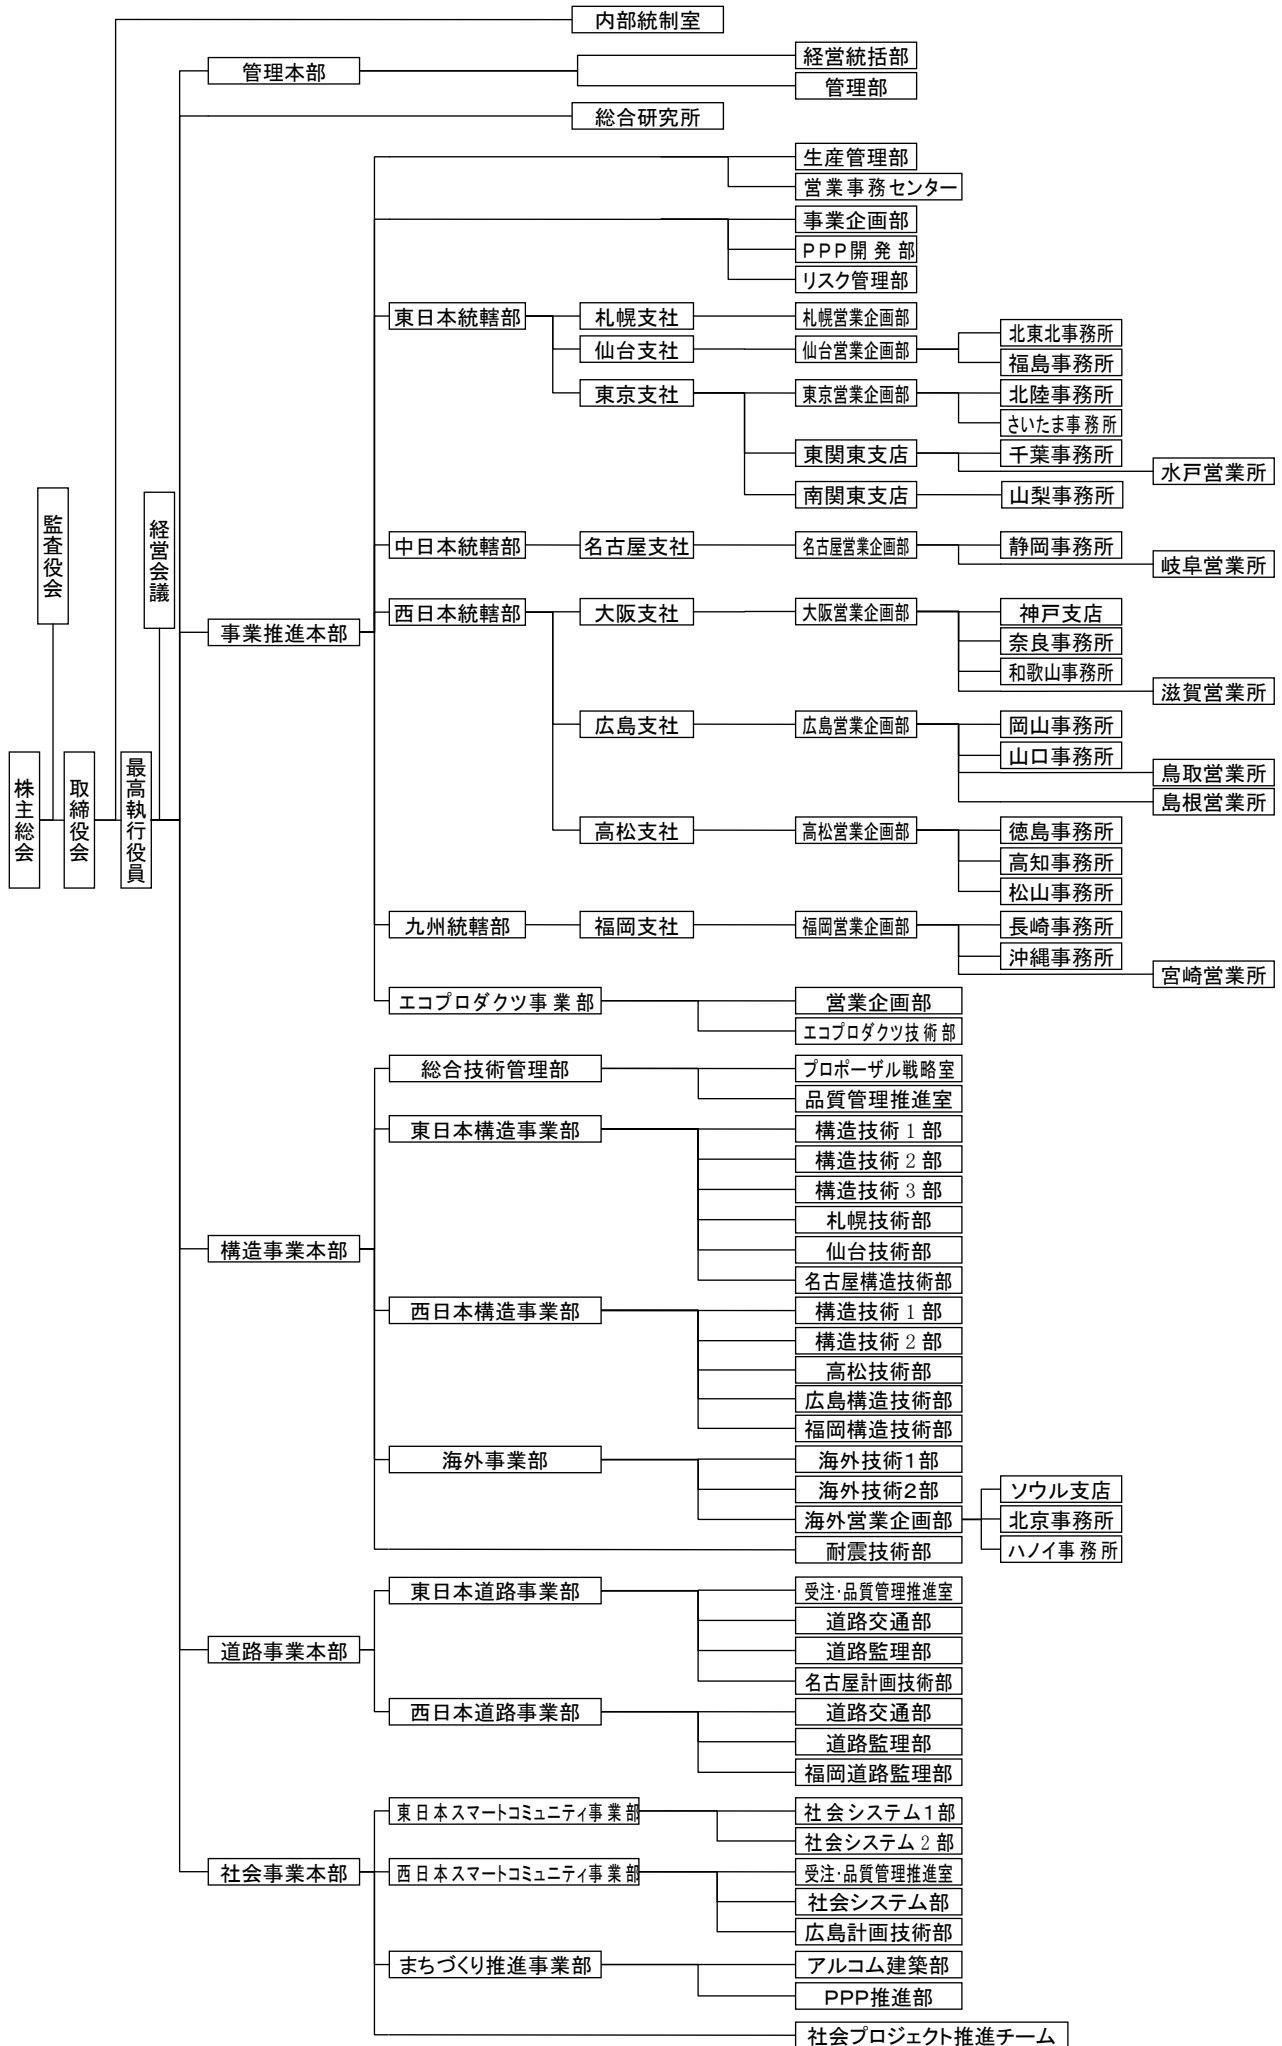 内部統制室
管理本部
経営統括部
管理部
総合研究所
生産管理部
営業事務センター
事業企画部
PPP開発部
リスク管理部
東日本統轄部
札幌支社
札幌営業企画部
仙台支社
仙台営業企画部
北東北事務所
福島事務所
東京支社
東京営業企画部
北陸事務所
さいたま事務所
東関東支店
千葉事務所
水戸営業所
南関東支店
山梨事務所
監査役会
経営会議
中日本統轄部
名古屋支社
名古屋営業企画部
静岡事務所
岐阜営業所
事業推進本部
西日本統轄部
大阪支社
大阪営業企画部
神戸支店
奈良事務所
和歌山事務所
滋賀営業所
広島支社
広島営業企画部
岡山事務所
山口事務所
鳥取営業所
島根営業所
株主総会
取締役会
最高執行役員
高松支社
高松営業企画部
徳島事務所
高知事務所
松山事務所
九州統轄部
福岡支社
福岡営業企画部
長崎事務所
沖縄事務所
宮崎営業所
エコプロダクツ事業部
営業企画部
エコプロダクツ技術部
構造事業本部
総合技術管理部
プロポーザル戦略室
品質管理推進室
東日本構造事業部
構造技術1部
構造技術2部
構造技術3部
札幌技術部
仙台技術部
名古屋構造技術部
西日本構造事業部
構造技術1部
構造技術2部
高松技術部
広島構造技術部
福岡構造技術部
海外事業部
海外技術1部
海外技術2部
海外営業企画部
ソウル支店
北京事務所
ハノイ事務所
耐震技術部
道路事業本部
東日本道路事業部
受注・品質管理推進室
道路交通部
道路監理部
名古屋計画技術部
西日本道路事業部
道路交通部
道路監理部
福岡道路監理部
社会事業本部
東日本スマートコミュニティ事業部
社会システム1部
社会システム2部
西日本スマートコミュニティ事業部
受注・品質管理推進室
社会システム部
広島計画技術部
まちづくり推進事業部
アルコム建築部
PPP推進部
社会プロジェクト推進チーム